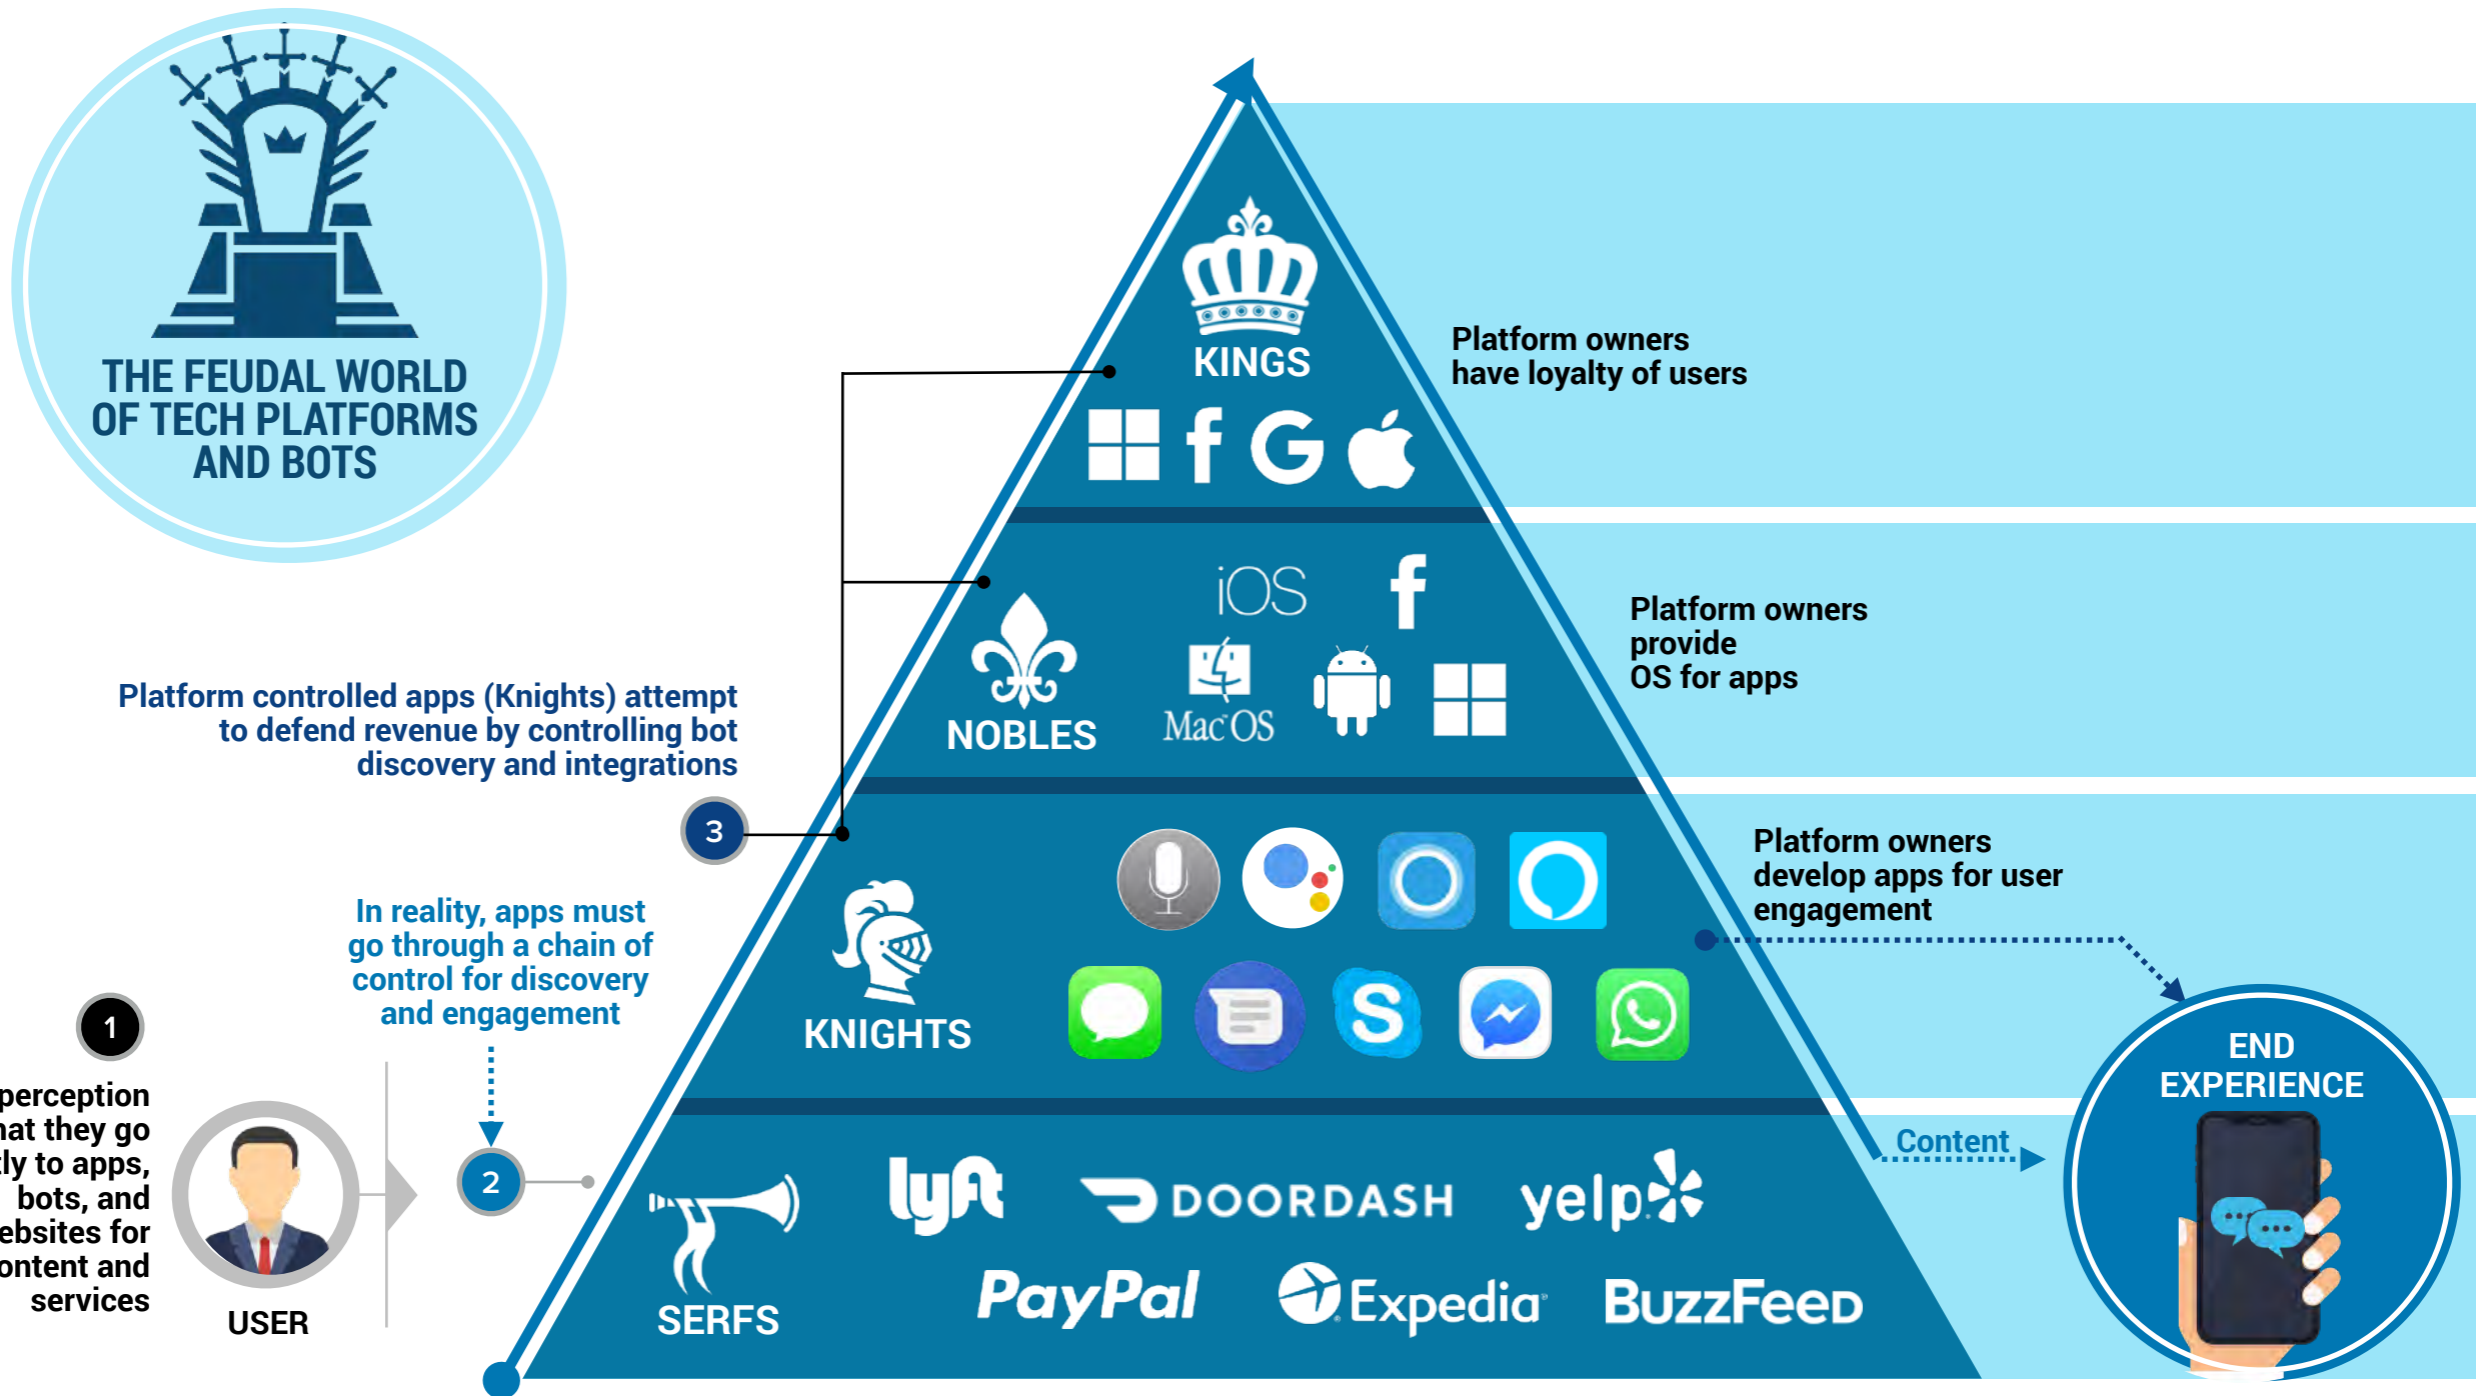 THE FEUDAL WORLD
OF TECH PLATFORMS
AND BOTS
KINGS
f G
Platform owners
have loyalty of users
iOS f
Mac OS
NOBLES
Platform owners
provide
OS for apps
Platform controlled apps (Knights) attempt
to defend revenue by controlling bot
discovery and integrations
3
KNIGHTS
S
Platform owners
develop apps for user
engagement
In reality, apps must
go through a chain of
control for discovery
and engagement
2
1
perception
they go
to apps,
bots, and
for
and
services
USER
SERFS
lyft
DOORDASH
yelp
PayPal
Expedia
BuzzFeed
Content
END
EXPERIENCE